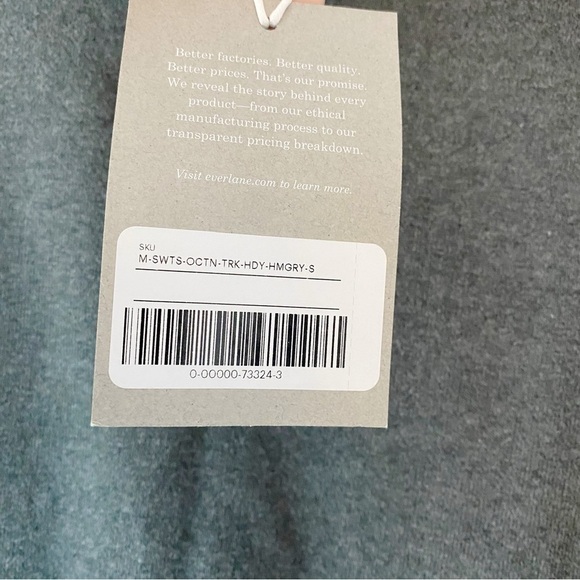 Better factories. Better quality.
Better prices. That's our promise.
We reveal the story behind every
product—from our ethical
manufacturing process to our
transparent pricing breakdown.
Visit everlane.com to learn more.
SKU
M-SWTS-OCTN-TRK-HDY-HMGRY-S
0-00000-73324-3